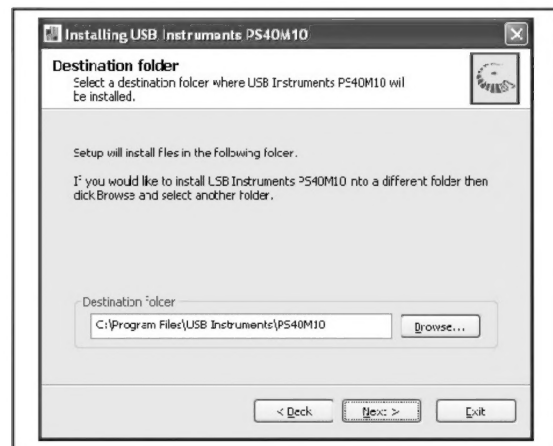 Installing USB Instruments PS40M10
Destination folder
Select a destination folder where USB Instruments PS40M10 will
be installed.
Setup will install files in the following folder.
If you would like to install USB Instruments PS40M10 into a different folder then
click Browse and select another folder.
Destination folder
C:\Program Files\USB Instruments\PS40M10
Browse...
< Back
Next >
Exit